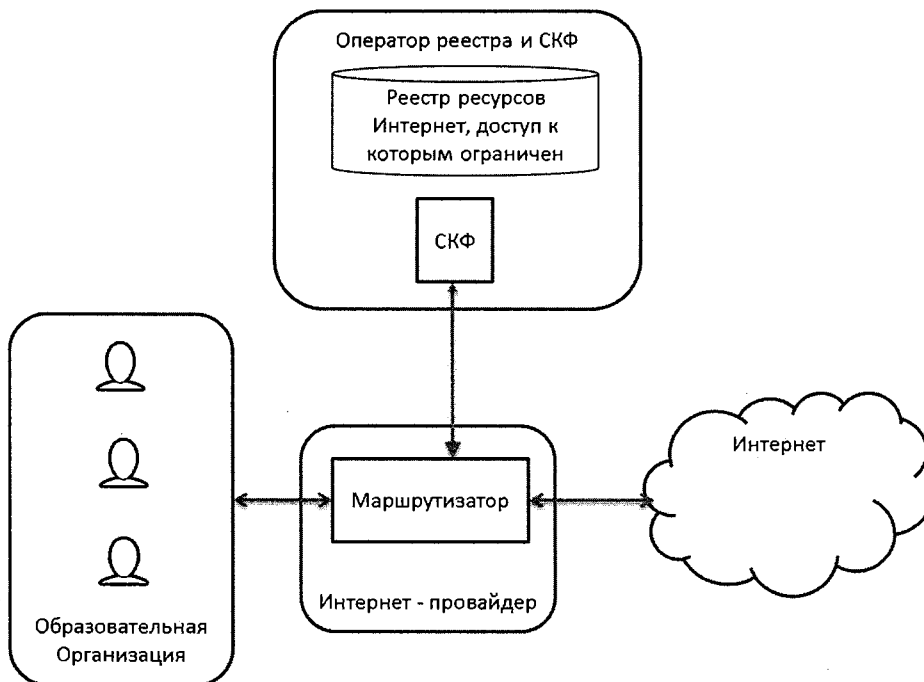 Оператор реестра и СКФ
Реестр ресурсов
Интернет, доступ к
которым ограничен
СКФ
Интернет
Маршрутизатор
Интернет - провайдер
Образовательная
Организация